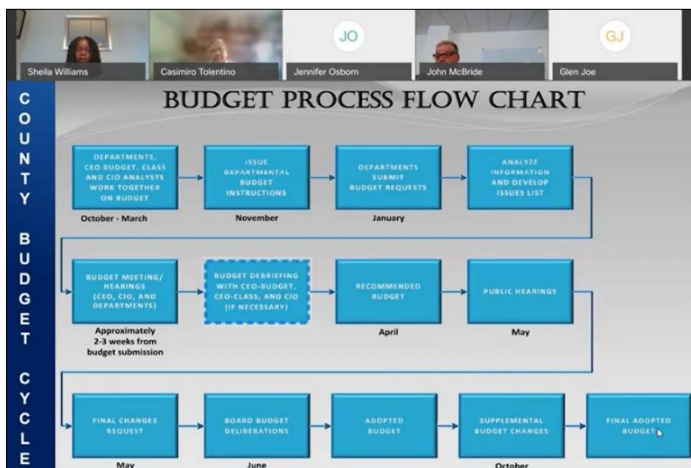 JO
GJ
Sheila Williams
Casimiro Tolentino
Jennifer Osborn
John McBride
Glen Joe
COUNTY BUDGET CYCLE
BUDGET PROCESS FLOW CHART
DEPARTMENTS,
CEO BUDGET, CLASS
AND CIO ANALYSTS
WORK TOGETHER
ON BUDGET
October - March
ISSUE
DEPARTMENTAL
BUDGET
INSTRUCTIONS
November
DEPARTMENTS
SUBMIT
BUDGET REQUESTS
January
ANALYZE
INFORMATION
AND DEVELOP
ISSUES LIST
BUDGET MEETING/
HEARINGS
(CEO, CIO, AND
DEPARTMENTS)
Approximately
2-3 weeks from
budget submission
BUDGET DEBRIEFING
WITH CEO-BUDGET,
CEO-CLASS, AND CIO
(IF NECESSARY)
RECOMMENDED
BUDGET
April
PUBLIC HEARINGS
May
FINAL CHANGES
REQUEST
May
BOARD BUDGET
DELIBERATIONS
June
ADOPTED
BUDGET
SUPPLEMENTAL
BUDGET CHANGES
October
FINAL ADOPTED
BUDGET